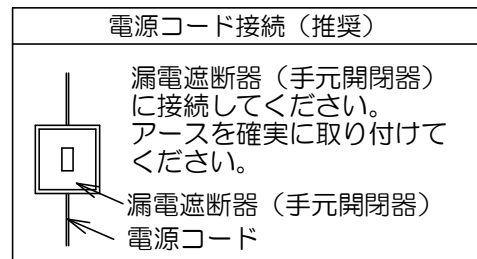 電源コード接続（推奨）
漏電遮断器（手元開閉器）
に接続してください。
アースを確実に取り付けて
ください。
漏電遮断器（手元開閉器）
電源コード